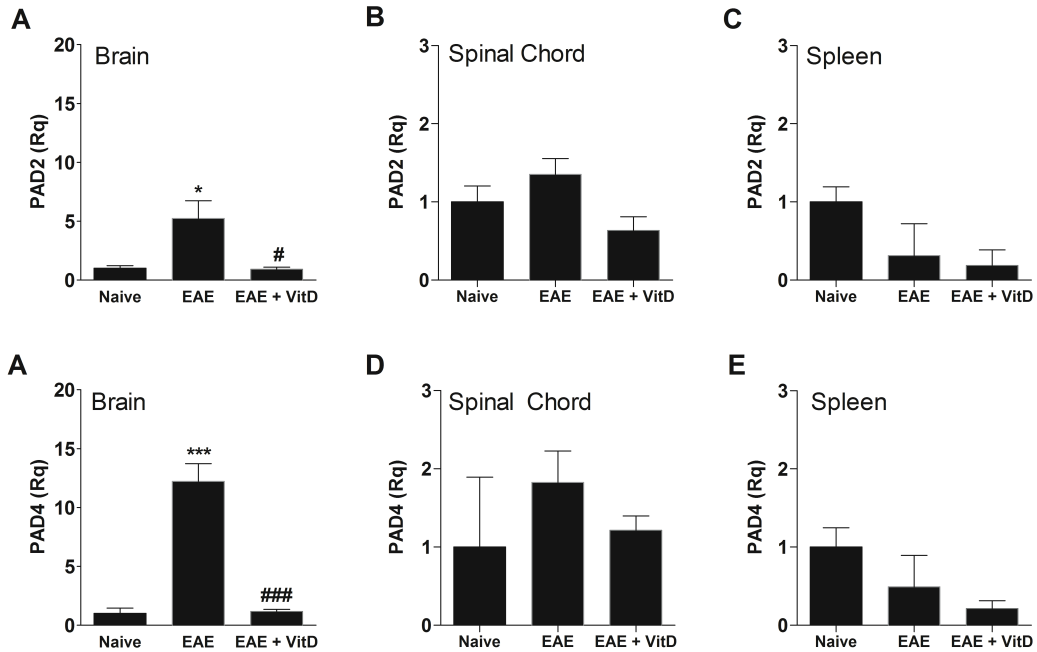 A
Brain
PAD2 (Rq)
20
15
10
5
0
*
#
Naive EAE EAE + VitD
B
Spinal Chord
PAD2 (Rq)
3
2
1
0
Naive EAE EAE + VitD
C
Spleen
PAD2 (Rq)
3
2
1
0
Naive EAE EAE + VitD
A
Brain
PAD4 (Rq)
20
15
10
5
0
***
###
Naive EAE EAE + VitD
D
Spinal Chord
PAD4 (Rq)
3
2
1
0
Naive EAE EAE + VitD
E
Spleen
PAD4 (Rq)
3
2
1
0
Naive EAE EAE + VitD